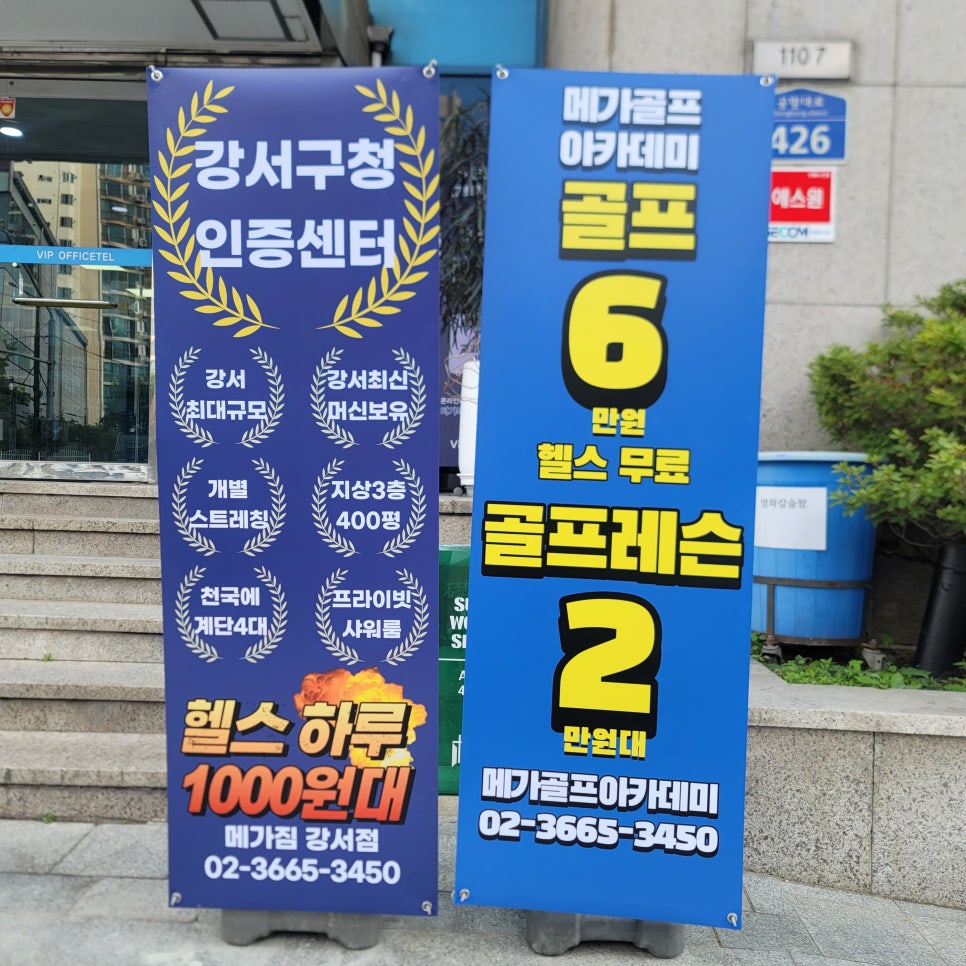 강서구청
인증센터
강서
최대규모
강서최신
머신보유
개별
스트레칭
지상3층
400평
천국에
계단4대
프라이빗
샤워룸
헬스 하루
1000원대
메가짐 강서점
02-3665-3450
메가골프
아카데미
골프
6
만원
헬스 무료
골프레슨
2
만원대
메가골프아카데미
02-3665-3450
VIP OFFICETEL
1107
공항대로
426
에스원
SECOM